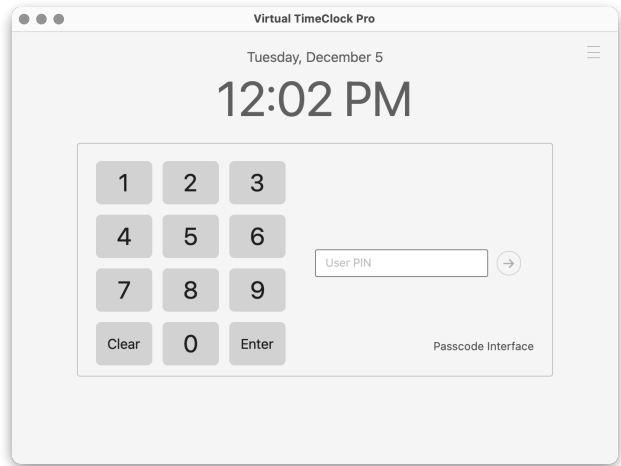 Virtual TimeClock Pro
Tuesday, December 5
12:02 PM
1 2 3
4 5 6
User PIN
7 8 9
Clear 0 Enter
Passcode Interface